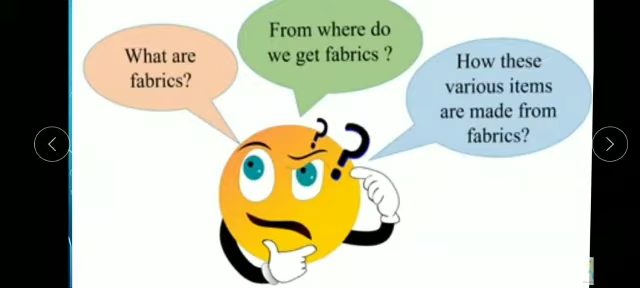 What are
fabrics?
From where do
we get fabrics ?
How these
various items
are made from
fabrics?
? ?